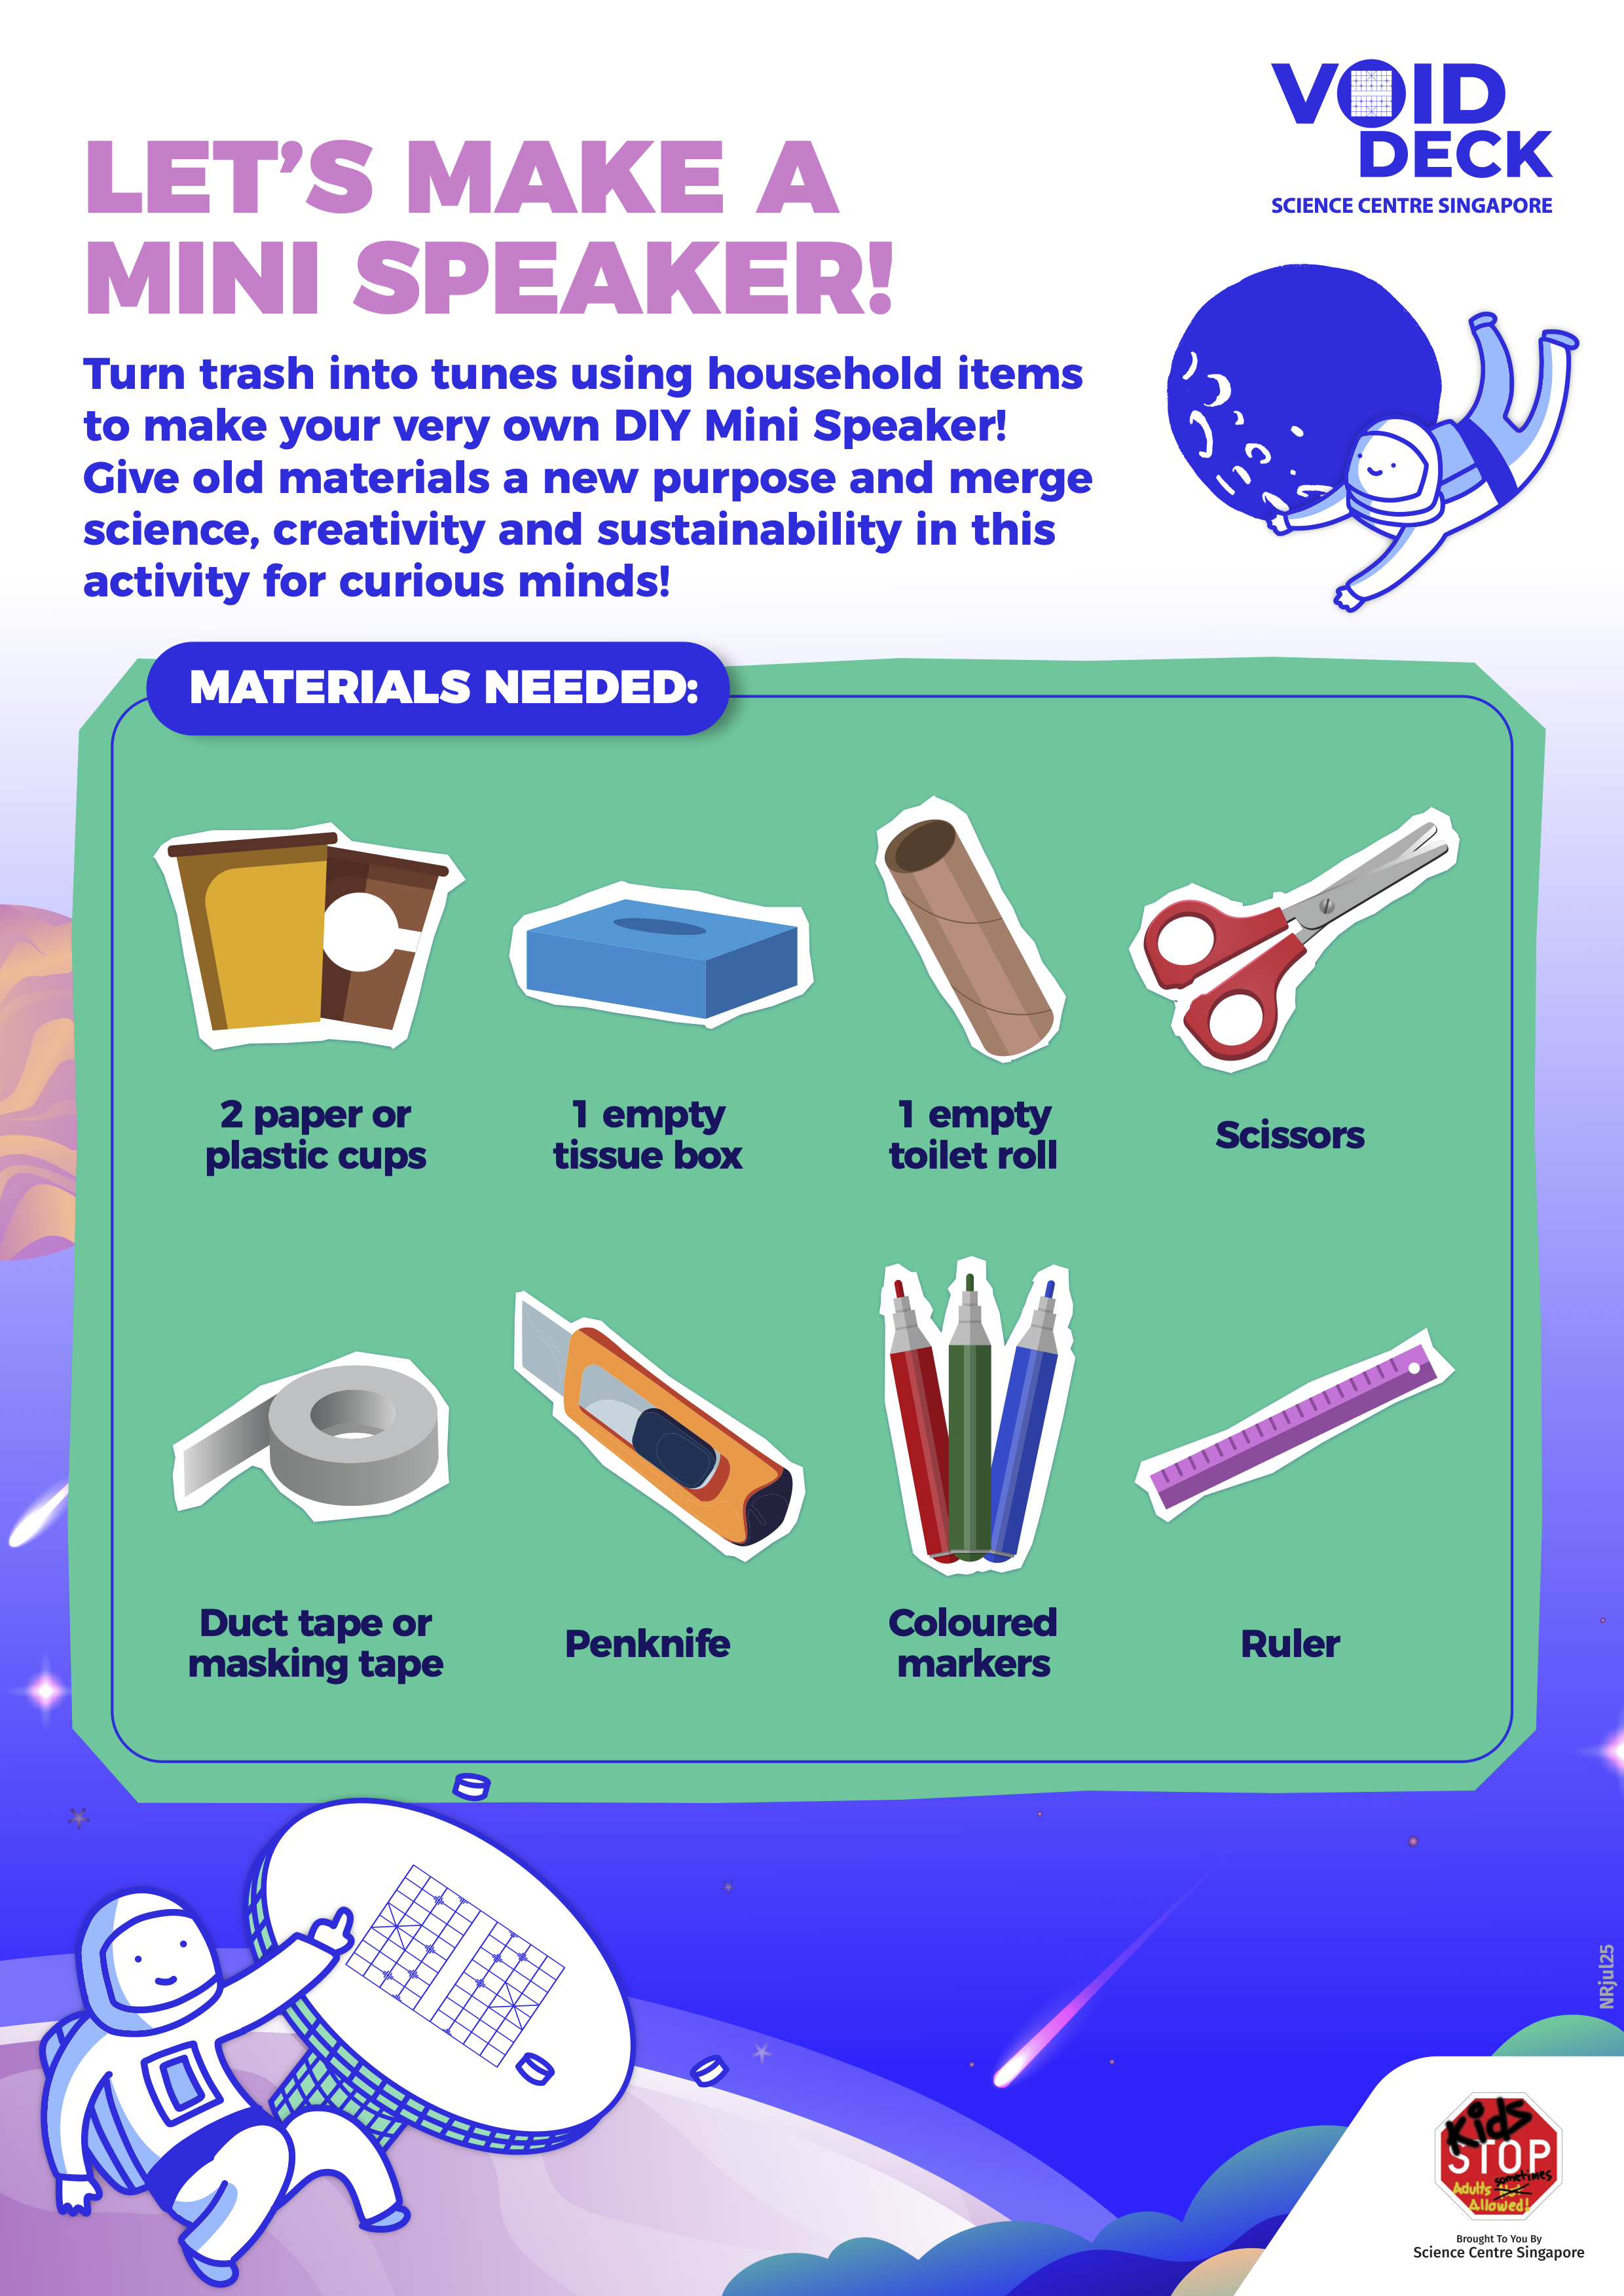 VOID
DECK
SCIENCE CENTRE SINGAPORE
LET'S MAKE A
MINI SPEAKER!
Turn trash into tunes using household items
to make your very own DIY Mini Speaker!
Give old materials a new purpose and merge
science, creativity and sustainability in this
activity for curious minds!
MATERIALS NEEDED:
2 paper or
plastic cups
1 empty
tissue box
1 empty
toilet roll
Scissors
Duct tape or
masking tape
Penknife
Coloured
markers
Ruler
NRjul25
Kids
STOP
sometimes
Adults Not
Allowed!
Brought To You By
Science Centre Singapore